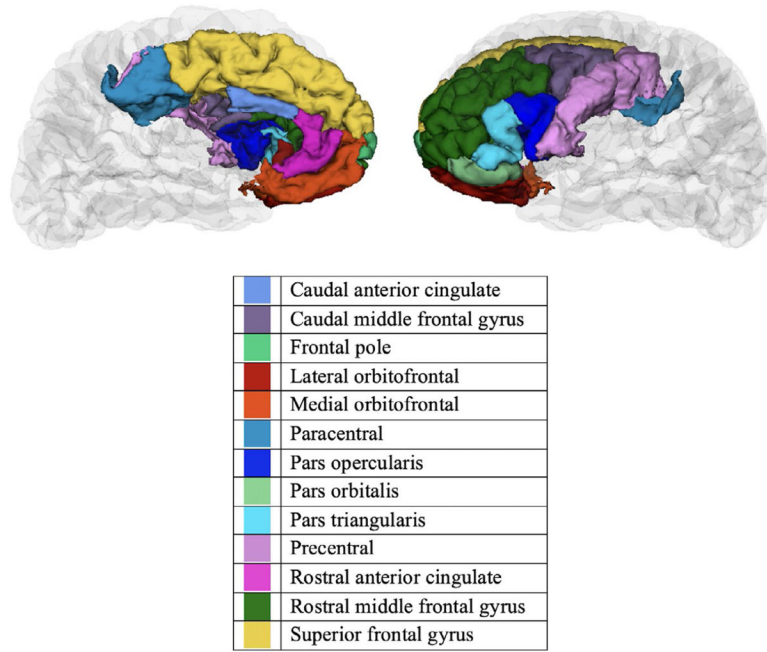 Caudal anterior cingulate
Caudal middle frontal gyrus
Frontal pole
Lateral orbitofrontal
Medial orbitofrontal
Paracentral
Pars opercularis
Pars orbitalis
Pars triangularis
Precentral
Rostral anterior cingulate
Rostral middle frontal gyrus
Superior frontal gyrus